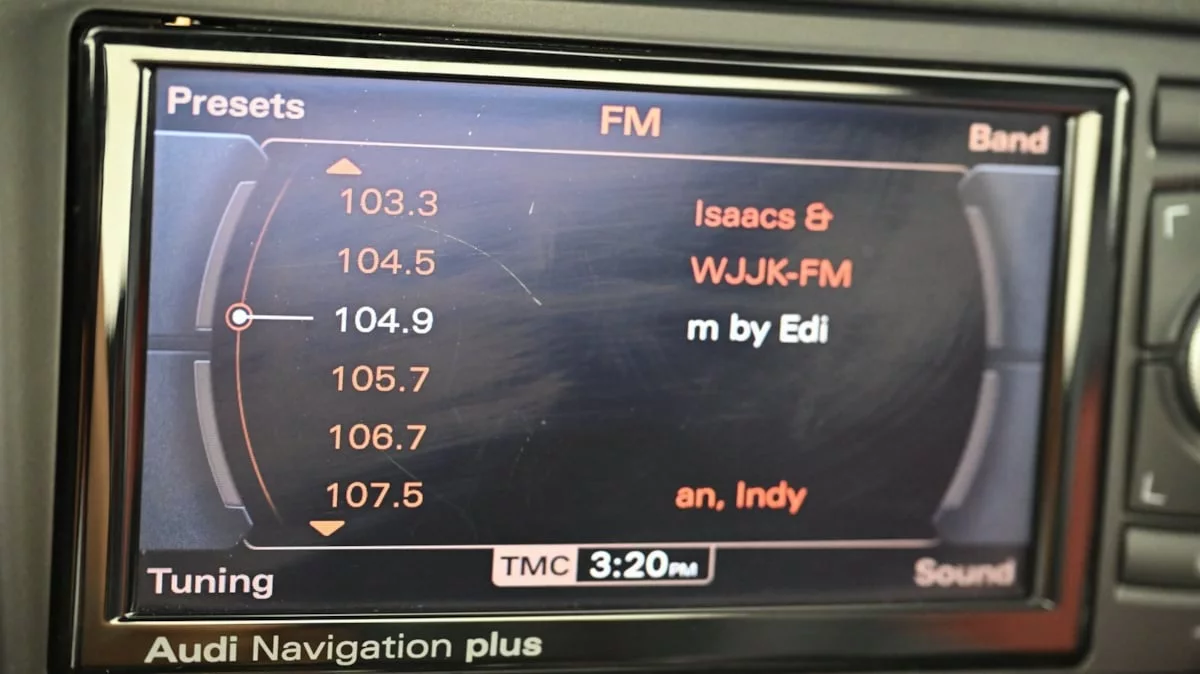 Presets FM Band
103.3 Isaacs &
104.5 WJJK-FM
104.9 m by Edi
105.7
106.7
107.5 an, Indy
Tuning TMC 3:20PM Sound
Audi Navigation plus